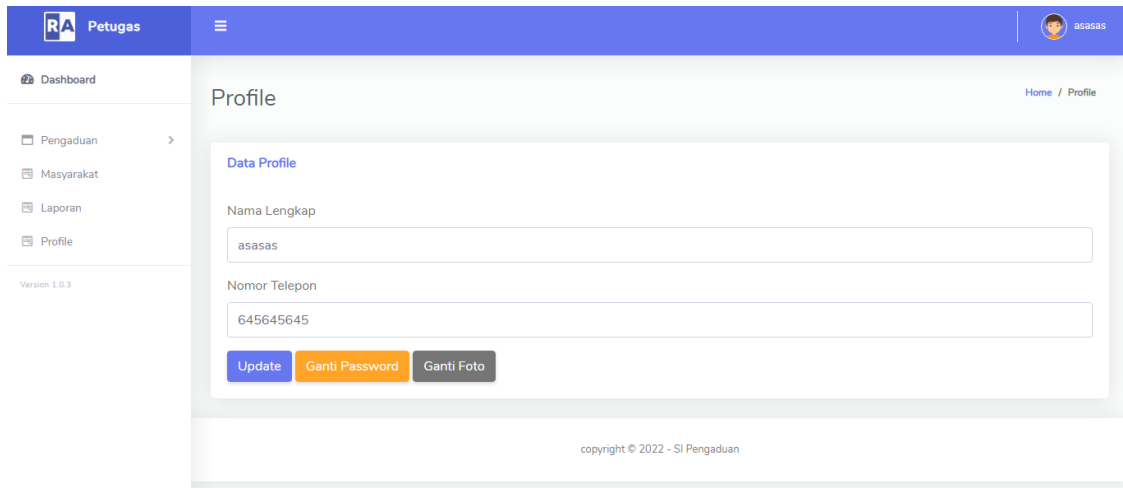 RA Petugas
asasas
Dashboard
Pengaduan
Masyarakat
Laporan
Profile
Version 1.0.3
Profile
Home / Profile
Data Profile
Nama Lengkap
asasas
Nomor Telepon
645645645
Update Ganti Password Ganti Foto
copyright © 2022 - SI Pengaduan